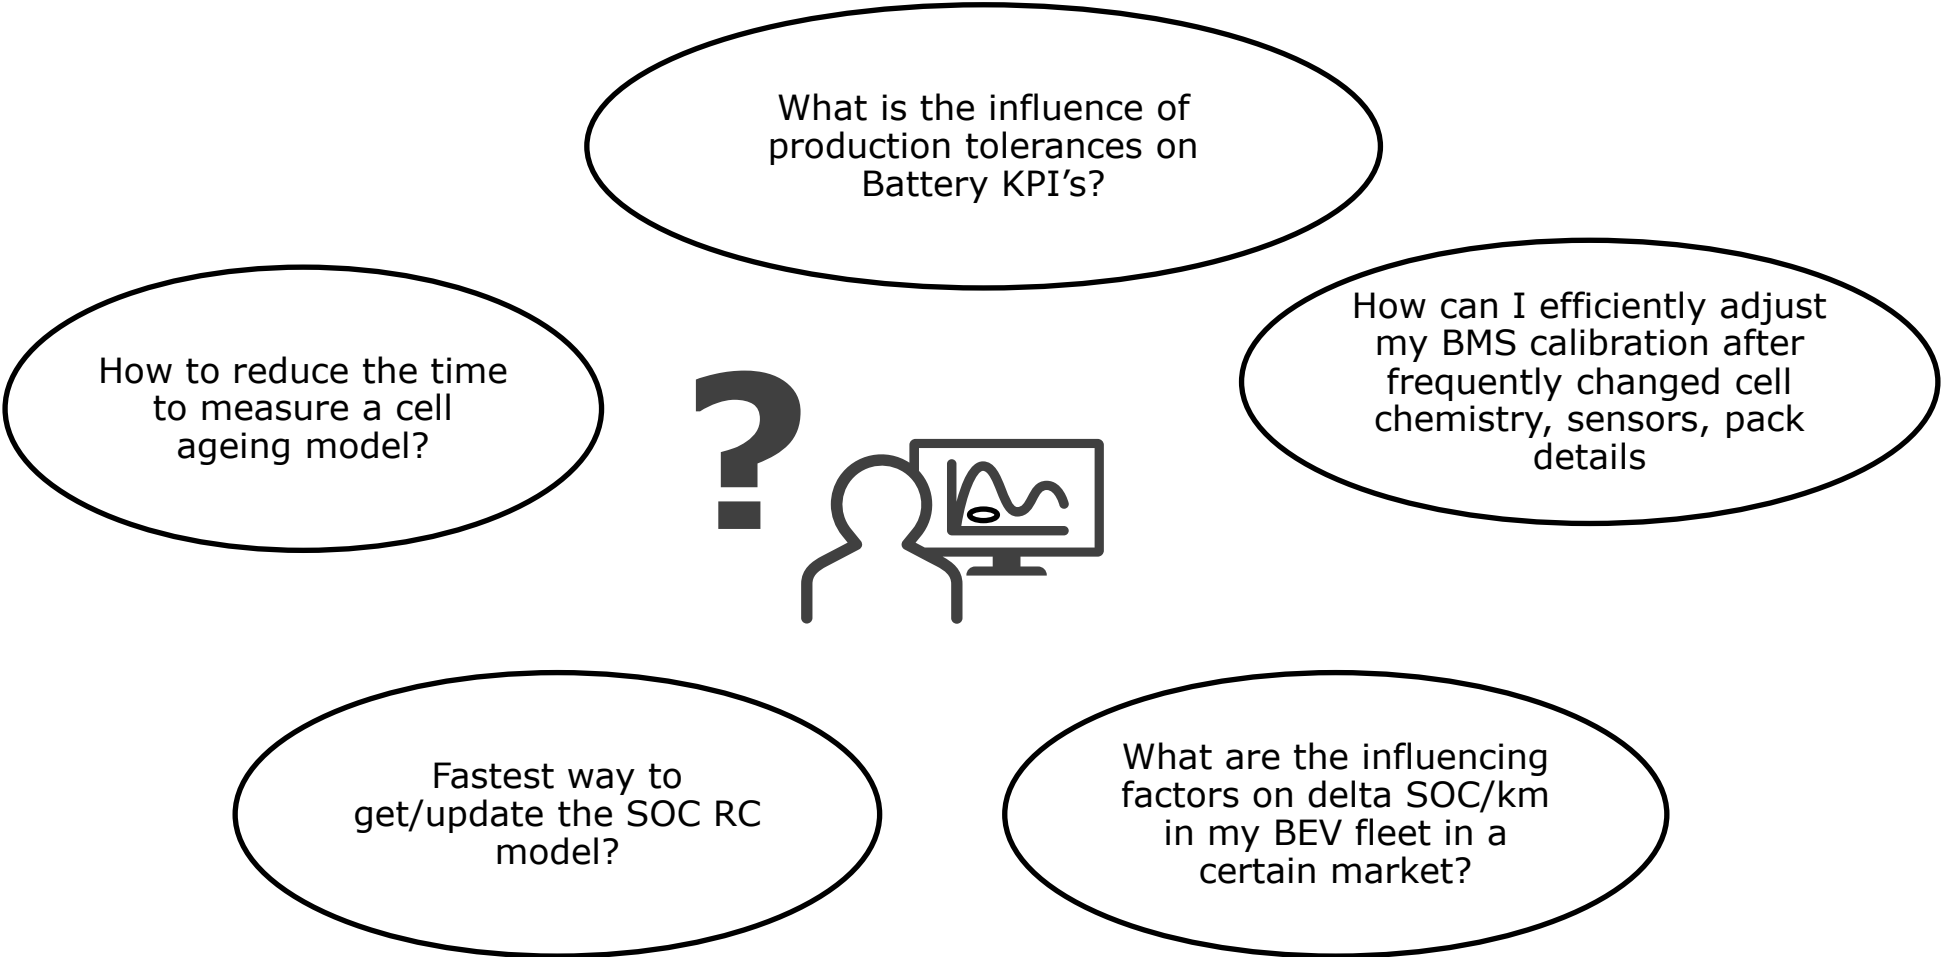 What is the influence of
production tolerances on
Battery KPI’s?
How to reduce the time
to measure a cell
ageing model?
?
How can I efficiently adjust
my BMS calibration after
frequently changed cell
chemistry, sensors, pack
details
Fastest way to
get/update the SOC RC
model?
What are the influencing
factors on delta SOC/km
in my BEV fleet in a
certain market?